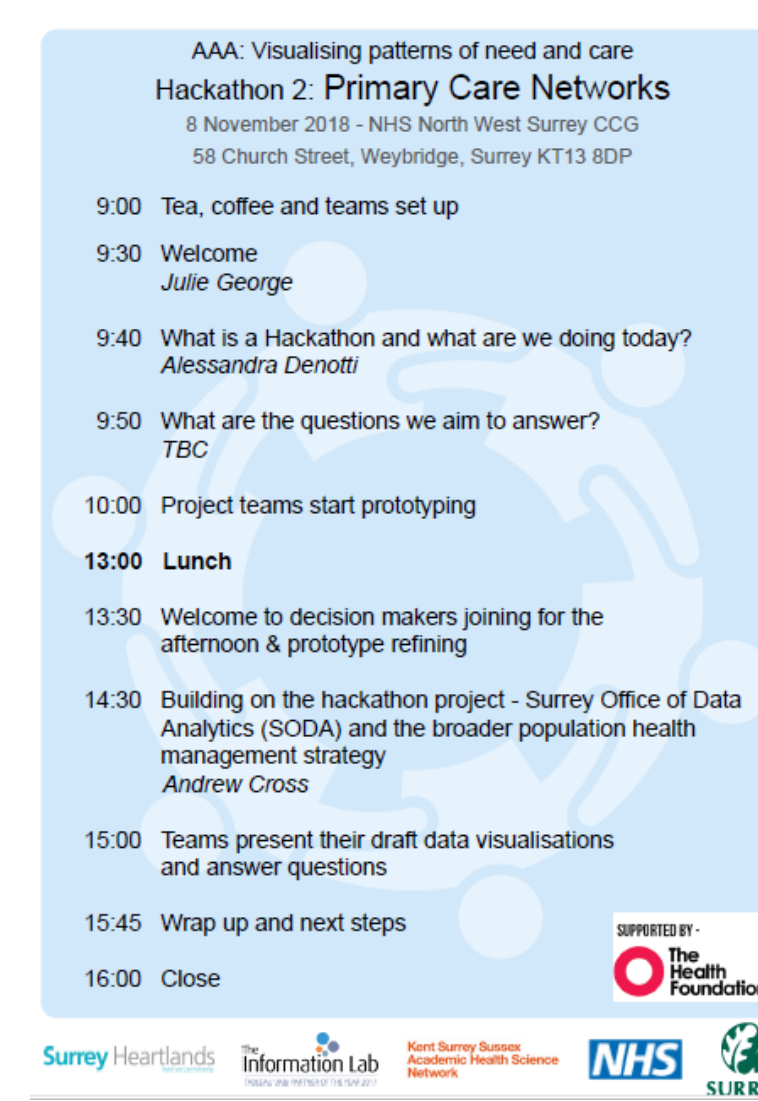 AAA: Visualising patterns of need and care
Hackathon 2: Primary Care Networks
8 November 2018 - NHS North West Surrey CCG
58 Church Street, Weybridge, Surrey KT13 8DP
9:00 Tea, coffee and teams set up
9:30 Welcome
Julie George
9:40 What is a Hackathon and what are we doing today?
Alessandra Denotti
9:50 What are the questions we aim to answer?
TBC
10:00 Project teams start prototyping
13:00 Lunch
13:30 Welcome to decision makers joining for the
afternoon & prototype refining
14:30 Building on the hackathon project - Surrey Office of Data
Analytics (SODA) and the broader population health
management strategy
Andrew Cross
15:00 Teams present their draft data visualisations
and answer questions
15:45 Wrap up and next steps
16:00 Close
SUPPORTED BY -
The
Health
Foundatio
Surrey Heartlands
The
Information Lab
Kent Surrey Sussex
Academic Health Science
Network
NHS
SURR